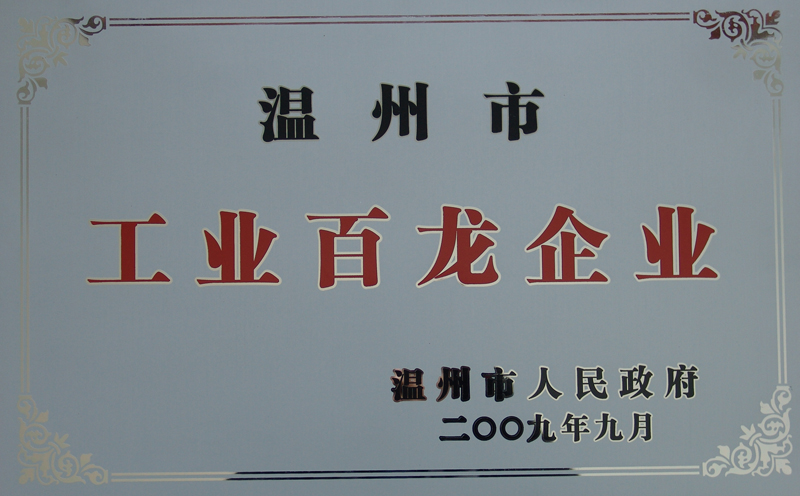 温州市
工业百龙企业
温州市人民政府
二〇〇九年九月